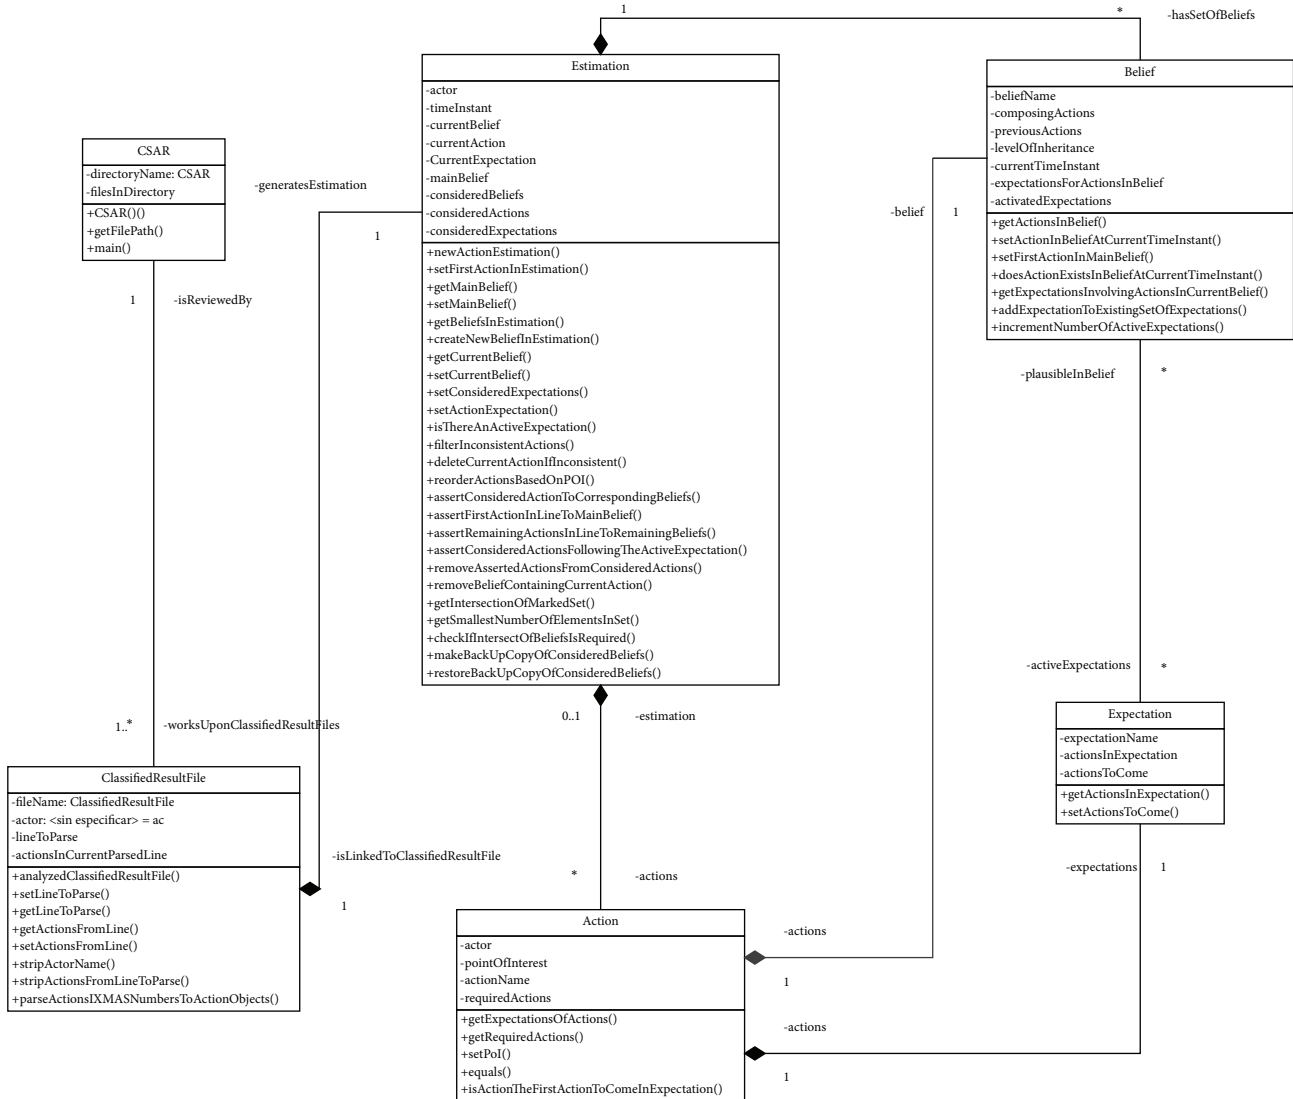 1
*
-hasSetOfBeliefs
Estimation
-actor
-timeInstant
-currentBelief
-currentAction
-CurrentExpectation
-mainBelief
-consideredBeliefs
-consideredActions
-consideredExpectations
+newActionEstimation()
+setFirstActionInEstimation()
+getMainBelief()
+setMainBelief()
+getBeliefsInEstimation()
+createNewBeliefInEstimation()
+getCurrentBelief()
+setCurrentBelief()
+setConsideredExpectations()
+setActionExpectation()
+isThereAnActiveExpectation()
+filterInconsistentActions()
+deleteCurrentActionIfInconsistent()
+reorderActionsBasedOnPOI()
+assertConsideredActionToCorrespondingBeliefs()
+assertFirstActionInLineToMainBelief()
+assertRemainingActionsInLineToRemainingBeliefs()
+assertConsideredActionsFollowingTheActiveExpectation()
+removeAssertedActionsFromConsideredActions()
+removeBeliefContainingCurrentAction()
+getIntersectionOfMarkedSet()
+getSmallestNumberOfElementsInSet()
+checkIfIntersectOfBeliefsIsRequired()
+makeBackUpCopyOfConsideredBeliefs()
+restoreBackUpCopyOfConsideredBeliefs()
Belief
-beliefName
-composingActions
-previousActions
-levelOfInheritance
-currentTimeInstant
-expectationsForActionsInBelief
-activatedExpectations
+getActionsInBelief()
+setActionInBeliefAtCurrentTimeInstant()
+setFirstActionInMainBelief()
+doesActionExistsInBeliefAtCurrentTimeInstant()
+getExpectationsInvolvingActionsInCurrentBelief()
+addExpectationToExistingSetOfExpectations()
+incrementNumberOfActiveExpectations()
CSAR
-directoryName: CSAR
-filesInDirectory
+CSAR()()
+getFilePath()
+main()
-generatesEstimation
1
-belief
1
1
-isReviewedBy
-plausibleInBelief
*
-activeExpectations
*
0..1
-estimation
1..*
-worksUponClassifiedResultFiles
Expectation
-expectationName
-actionsInExpectation
-actionsToCome
+getActionsInExpectation()
+setActionsToCome()
ClassifiedResultFile
-fileName: ClassifiedResultFile
-actor: <sin especificar> = ac
-lineToParse
-actionsInCurrentParsedLine
+analyzedClassifiedResultFile()
+setLineToParse()
+getLineToParse()
+getActionsFromLine()
+setActionsFromLine()
+stripActorName()
+stripActionsFromLineToParse()
+parseActionsIXMASNumbersToActionObjects()
-isLinkedToClassifiedResultFile
1
*
-actions
-expectations
1
Action
-actor
-pointOfInterest
-actionName
-requiredActions
+getExpectationsOfActions()
+getRequiredActions()
+setPoI()
+equals()
+isActionTheFirstActionToComeInExpectation()
-actions
1
-actions
1